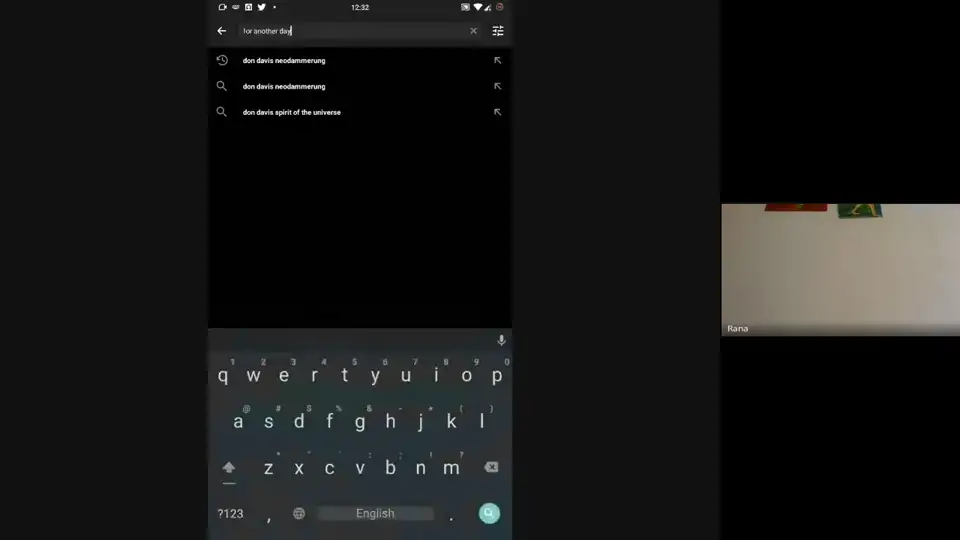 12:32
for another day
don davis neodammerung
don davis neodammerung
don davis spirit of the universe
1 2 3 4 5 6 7 8 9 0
q w e r t y u i o p
a s d f g h j k l
z x c v b n m
?123 , English .
Rana